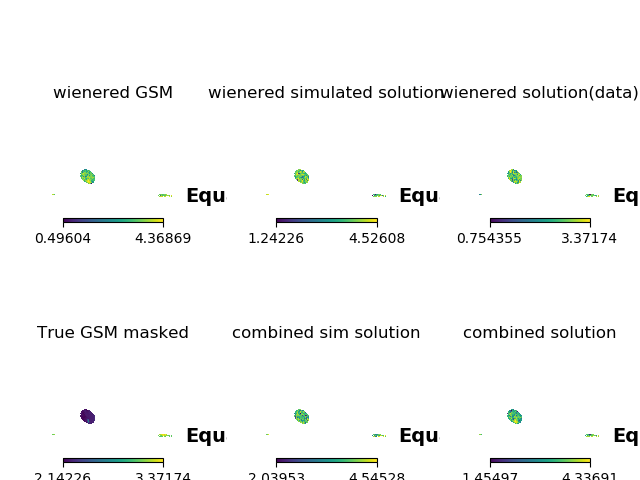 wienered GSM
wienered simulated solution
wienered solution(data)
Equ
Equ
Eq
0.49604 4.36869
1.24226 4.52608
0.754355 3.37174
True GSM masked
combined sim solution
combined solution
Equ
Equ
Eq
2.14226 3.37174
2.03953 4.54528
1.45497 4.33691